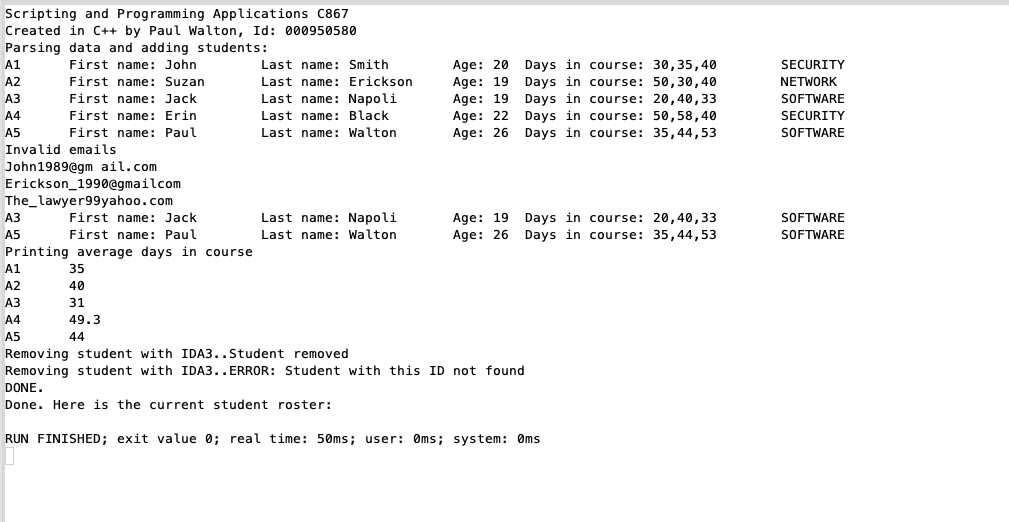 Scripting and Programming Applications C867
Created in C++ by Paul Walton, Id: 000950580
Parsing data and adding students:
A1	First name: John	Last name: Smith	Age: 20	Days in course: 30,35,40	SECURITY
A2	First name: Suzan	Last name: Erickson	Age: 19	Days in course: 50,30,40	NETWORK
A3	First name: Jack	Last name: Napoli	Age: 19	Days in course: 20,40,33	SOFTWARE
A4	First name: Erin	Last name: Black	Age: 22	Days in course: 50,58,40	SECURITY
A5	First name: Paul	Last name: Walton	Age: 26	Days in course: 35,44,53	SOFTWARE
Invalid emails
John1989@gm ail.com
Erickson_1990@gmailcom
The_lawyer99yahoo.com
A3	First name: Jack	Last name: Napoli	Age: 19	Days in course: 20,40,33	SOFTWARE
A5	First name: Paul	Last name: Walton	Age: 26	Days in course: 35,44,53	SOFTWARE
Printing average days in course
A1	35
A2	40
A3	31
A4	49.3
A5	44
Removing student with IDA3..Student removed
Removing student with IDA3..ERROR: Student with this ID not found
DONE.
Done. Here is the current student roster:
RUN FINISHED; exit value 0; real time: 50ms; user: 0ms; system: 0ms